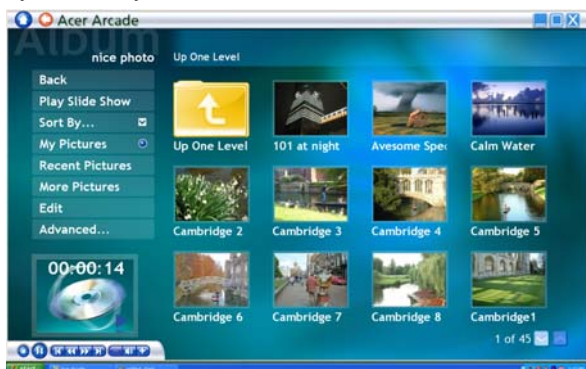 Acer Arcade
Album
nice photo
Up One Level
Back
Play Slide Show
Sort By...
My Pictures
Recent Pictures
More Pictures
Edit
Advanced...
00:00:14
Up One Level
101 at night
Avesome Spec
Calm Water
Cambridge 2
Cambridge 3
Cambridge 4
Cambridge 5
Cambridge 6
Cambridge 7
Cambridge 8
Cambridge1
1 of 45